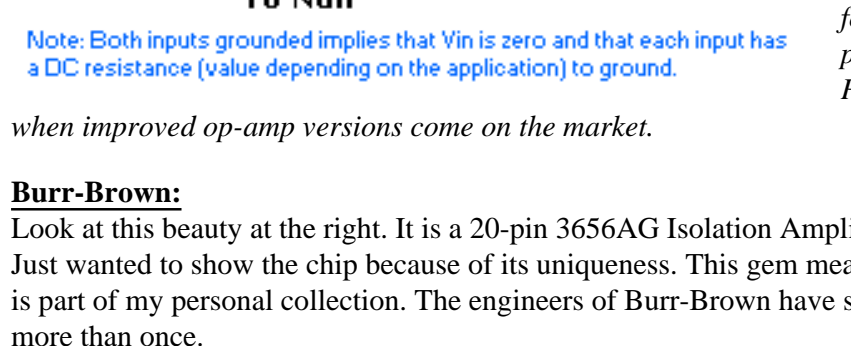 Note: Both inputs grounded implies that Vin is zero and that each input has
a DC resistance (value depending on the application) to ground.
when improved op-amp versions come on the market.
Burr-Brown:
Look at this beauty at the right. It is a 20-pin 3656AG Isolation Ampli
Just wanted to show the chip because of its uniqueness. This gem mea
is part of my personal collection. The engineers of Burr-Brown have s
more than once.